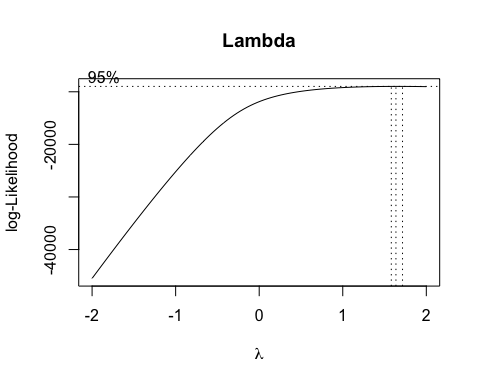 Lambda
95%
log-Likelihood
-20000
-40000
-2 -1 0 1 2
λ